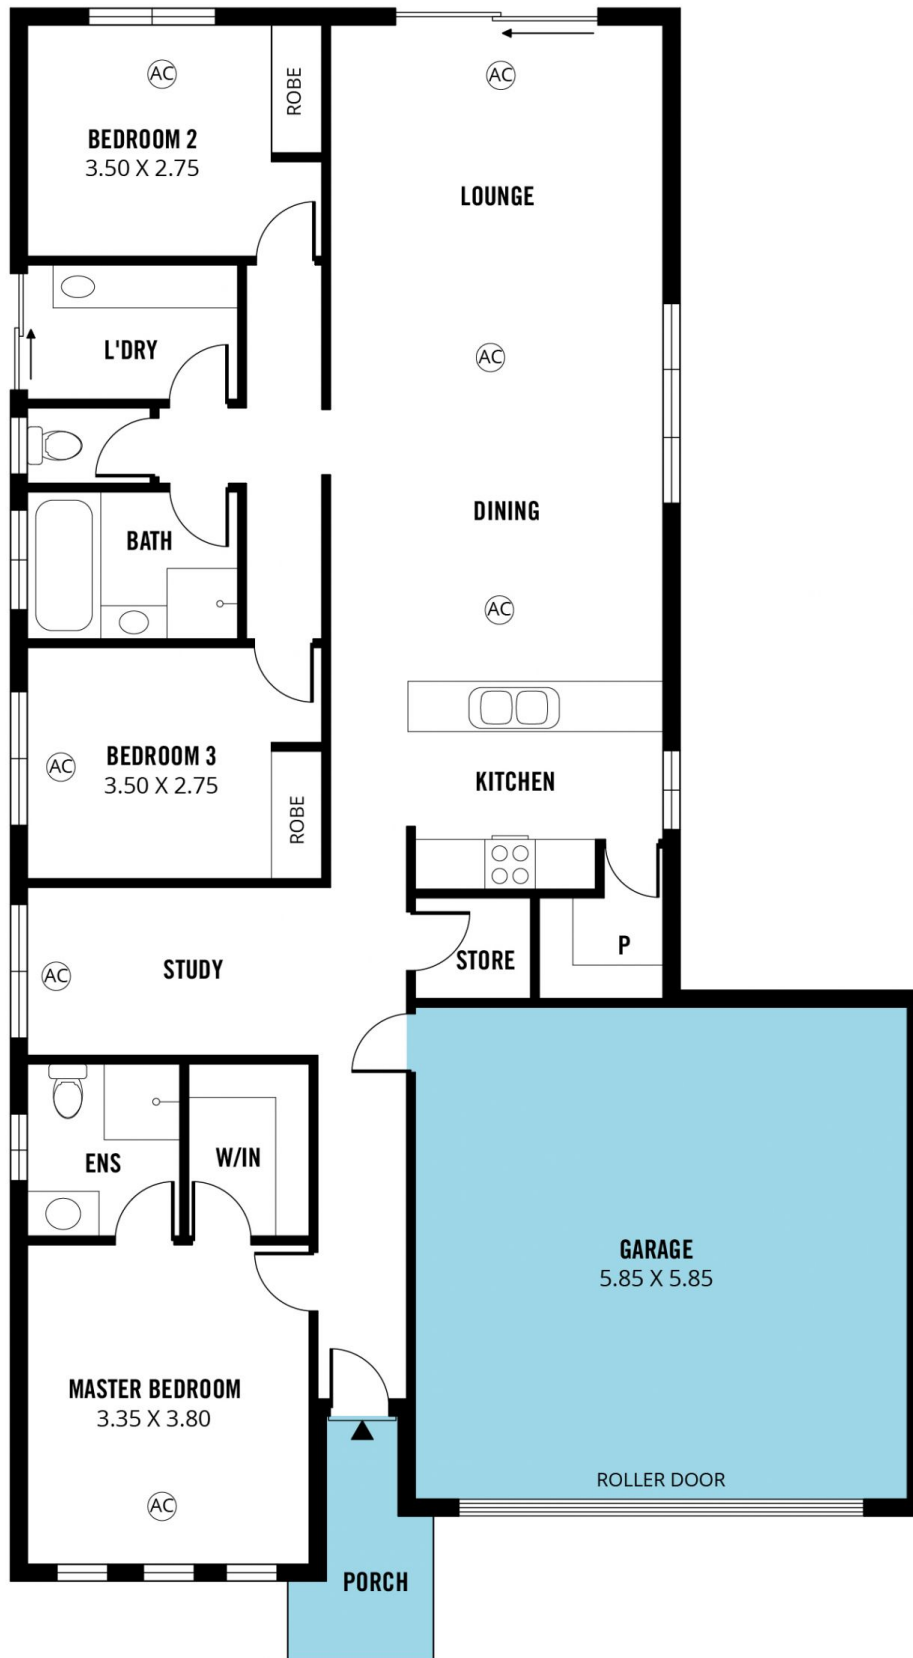 AC
ROBE
BEDROOM 2
3.50 X 2.75
AC
LOUNGE
L'DRY
AC
BATH
DINING
AC
BEDROOM 3
3.50 X 2.75
AC
ROBE
KITCHEN
STUDY
AC
STORE
P
ENS
W/IN
GARAGE
5.85 X 5.85
MASTER BEDROOM
3.35 X 3.80
AC
ROLLER DOOR
PORCH